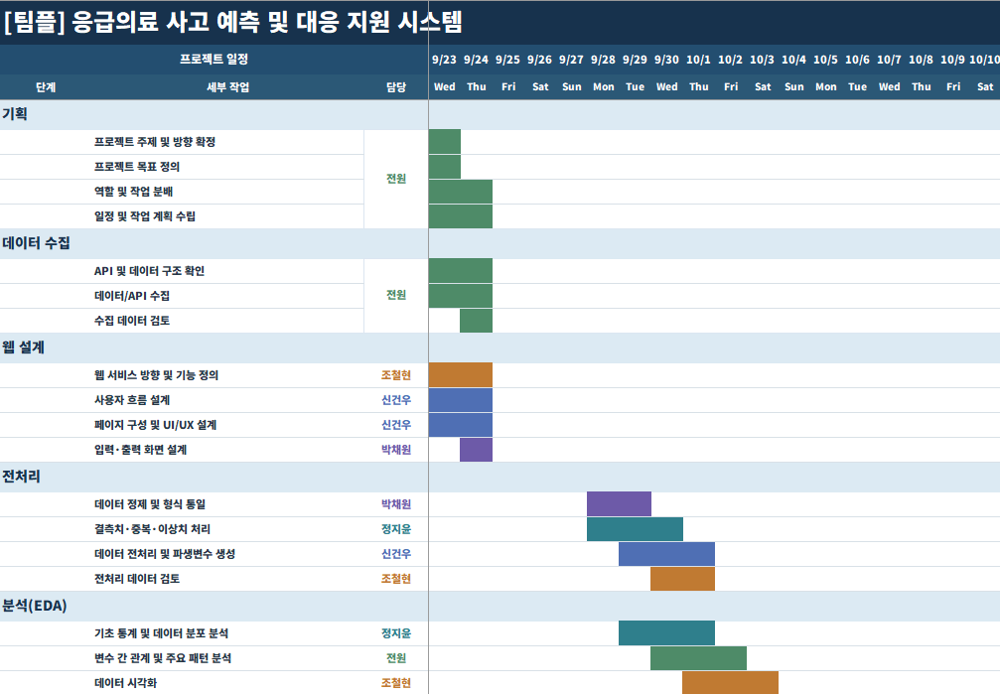 [팀플] 응급의료 사고 예측 및 대응 지원 시스템
프로젝트 일정 9/23 9/24 9/25 9/26 9/27 9/28 9/29 9/30 10/1 10/2 10/3 10/4 10/5 10/6 10/7 10/8 10/9 10/10
단계 세부 작업 담당 Wed Thu Fri Sat Sun Mon Tue Wed Thu Fri Sat Sun Mon Tue Wed Thu Fri Sat
기획
프로젝트 주제 및 방향 확정
프로젝트 목표 정의
전원
역할 및 작업 분배
일정 및 작업 계획 수립
데이터 수집
API 및 데이터 구조 확인
데이터/API 수집 전원
수집 데이터 검토
웹 설계
웹 서비스 방향 및 기능 정의 조철현
사용자 흐름 설계 신건우
페이지 구성 및 UI/UX 설계 신건우
입력·출력 화면 설계 박채원
전처리
데이터 정제 및 형식 통일 박채원
결측치·중복·이상치 처리 정지윤
데이터 전처리 및 파생변수 생성 신건우
전처리 데이터 검토 조철현
분석(EDA)
기초 통계 및 데이터 분포 분석 정지윤
변수 간 관계 및 주요 패턴 분석 전원
데이터 시각화 조철현